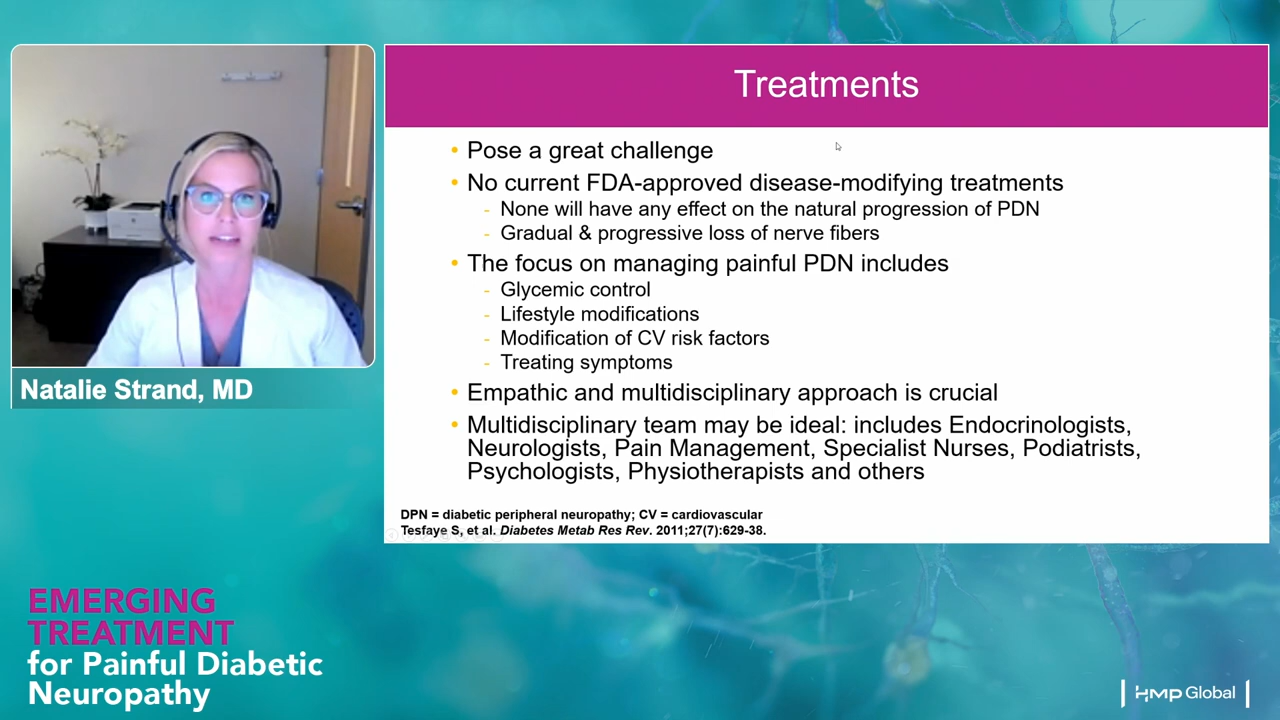 Treatments
• Pose a great challenge
• No current FDA-approved disease-modifying treatments
- None will have any effect on the natural progression of PDN
- Gradual & progressive loss of nerve fibers
• The focus on managing painful PDN includes
- Glycemic control
- Lifestyle modifications
- Modification of CV risk factors
- Treating symptoms
• Empathic and multidisciplinary approach is crucial
• Multidisciplinary team may be ideal: includes Endocrinologists,
Neurologists, Pain Management, Specialist Nurses, Podiatrists,
Psychologists, Physiotherapists and others
DPN = diabetic peripheral neuropathy; CV = cardiovascular
Tesfaye S, et al. Diabetes Metab Res Rev. 2011;27(7):629-38.
Natalie Strand, MD
EMERGING
TREATMENT
for Painful Diabetic
Neuropathy
HMP Global